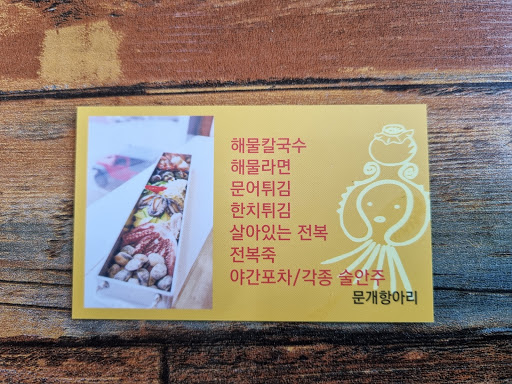 해물칼국수
해물라면
문어튀김
한치튀김
살아있는 전복
전복죽
야간포차/각종 술안주
문개항아리